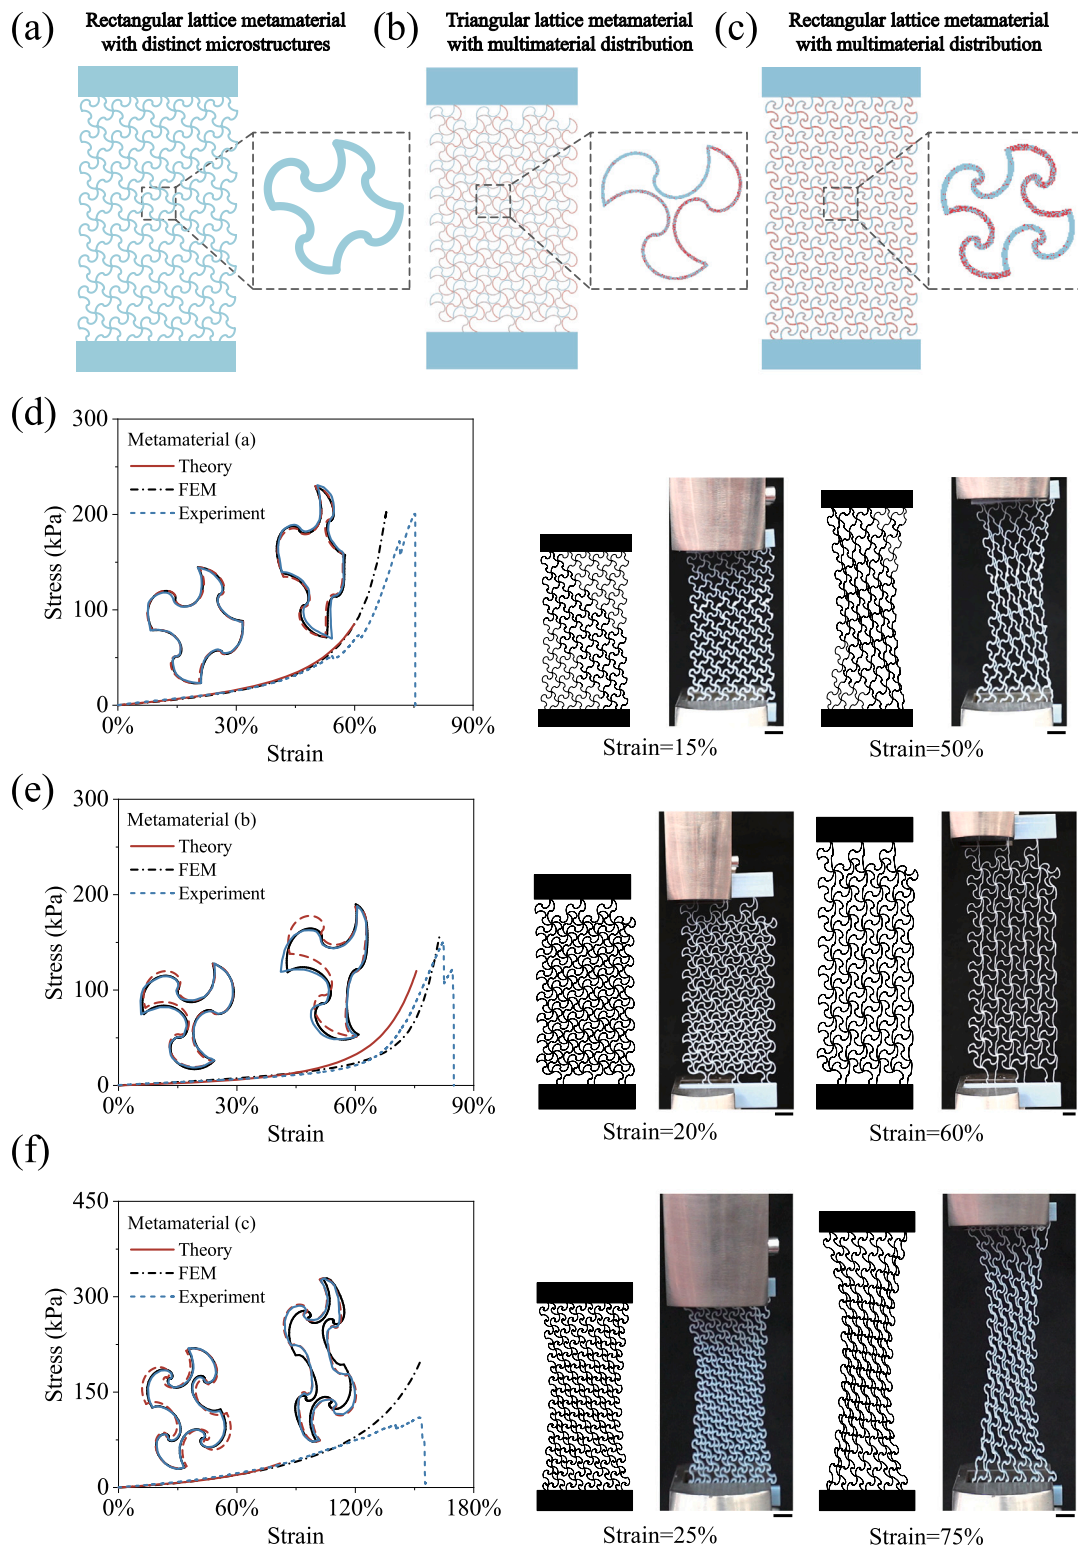 (a)
Rectangular lattice metamaterial
with distinct microstructures
(b)
Triangular lattice metamaterial
with multimaterial distribution
(c)
Rectangular lattice metamaterial
with multimaterial distribution
(d)
300
200
100
0
Stress (kPa)
Metamaterial (a)
Theory
FEM
Experiment
0%
30%
60%
90%
Strain
Strain=15%
Strain=50%
(e)
300
200
100
0
Stress (kPa)
Metamaterial (b)
Theory
FEM
Experiment
0%
30%
60%
90%
Strain
Strain=20%
Strain=60%
(f)
450
300
150
0
Stress (kPa)
Metamaterial (c)
Theory
FEM
Experiment
0%
60%
120%
180%
Strain
Strain=25%
Strain=75%